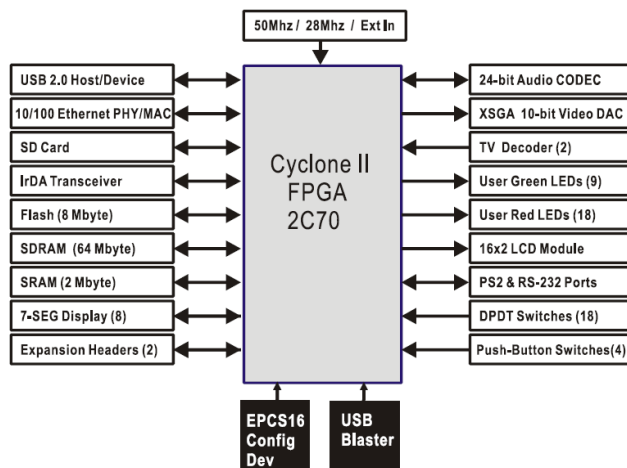 50Mhz / 28Mhz / Ext In
USB 2.0 Host/Device
10/100 Ethernet PHY/MAC
SD Card
IrDA Transceiver
Flash (8 Mbyte)
SDRAM (64 Mbyte)
SRAM (2 Mbyte)
7-SEG Display (8)
Expansion Headers (2)
Cyclone II
FPGA
2C70
24-bit Audio CODEC
XSGA 10-bit Video DAC
TV Decoder (2)
User Green LEDs (9)
User Red LEDs (18)
16x2 LCD Module
PS2 & RS-232 Ports
DPDT Switches (18)
Push-Button Switches(4)
EPCS16
Config
Dev
USB
Blaster